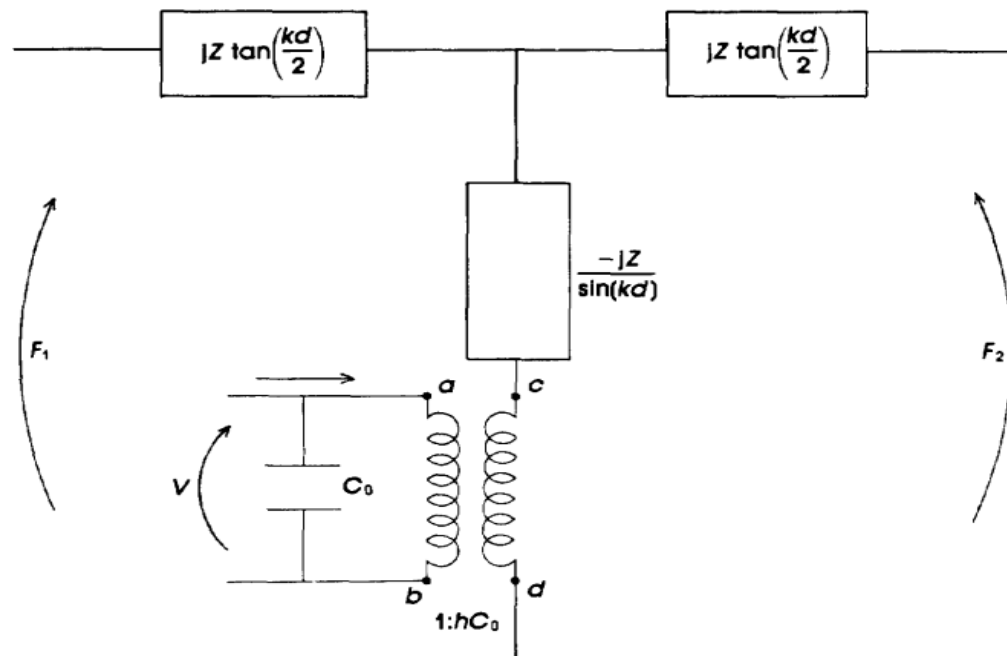 jZ tan(kd/2)
jZ tan(kd/2)
-jZ/sin(kd)
F₁
F₂
a
c
V
C₀
b
d
1:hC₀